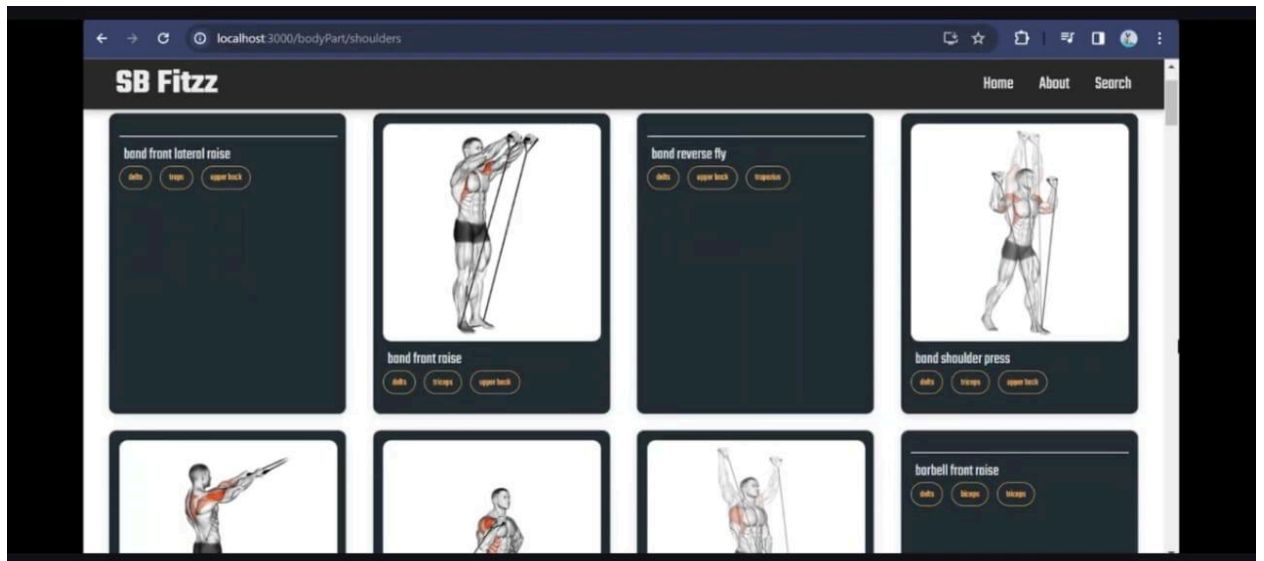 localhost:3000/bodyPart/shoulders
SB Fitzz
Home About Search
band front lateral raise
delts traps upper back
band front raise
delts triceps upper back
band reverse fly
delts upper back trapezius
band shoulder press
delts triceps upper back
barbell front raise
delts biceps triceps